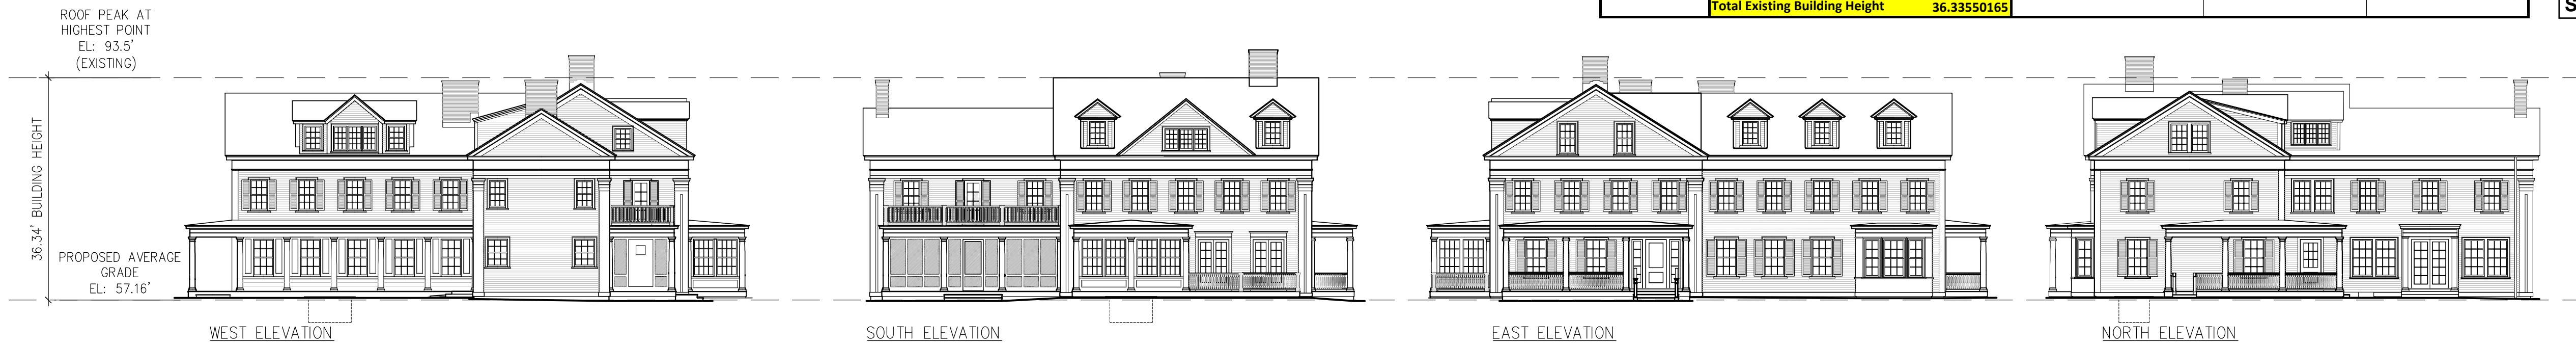 ROOF PEAK AT
HIGHEST POINT
EL: 93.5'
(EXISTING)
Total Existing Building Height 36.33550165
S
36.34' BUILDING HEIGHT
PROPOSED AVERAGE
GRADE
EL: 57.16'
WEST ELEVATION
SOUTH ELEVATION
EAST ELEVATION
NORTH ELEVATION